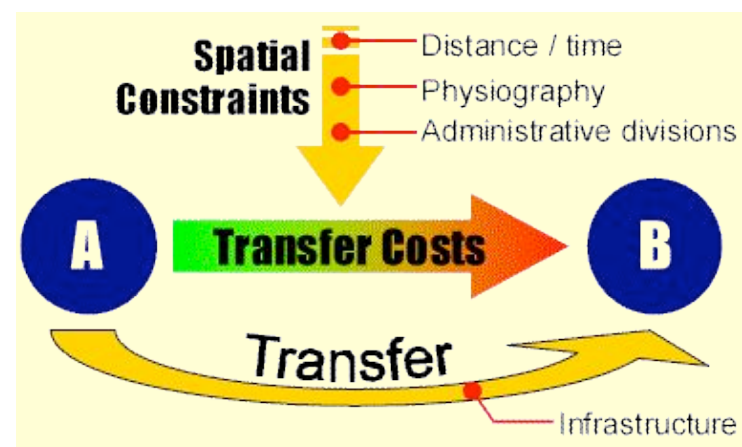 Spatial
Constraints
Distance / time
Physiography
Administrative divisions
A
Transfer Costs
B
Transfer
Infrastructure